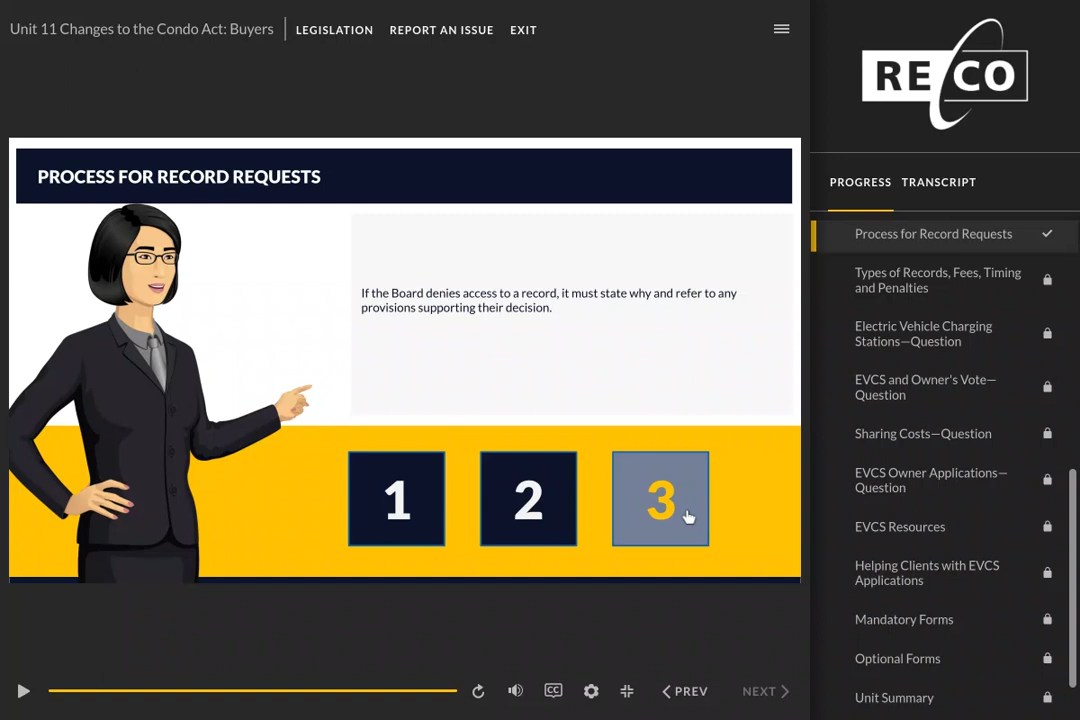 Unit 11 Changes to the Condo Act: Buyers
LEGISLATION
REPORT AN ISSUE
EXIT
RECO
PROGRESS
TRANSCRIPT
PROCESS FOR RECORD REQUESTS
If the Board denies access to a record, it must state why and refer to any
provisions supporting their decision.
1
2
3
Process for Record Requests
Types of Records, Fees, Timing
and Penalties
Electric Vehicle Charging
Stations—Question
EVCS and Owner's Vote—
Question
Sharing Costs—Question
EVCS Owner Applications—
Question
EVCS Resources
Helping Clients with EVCS
Applications
Mandatory Forms
Optional Forms
Unit Summary
CC
PREV
NEXT